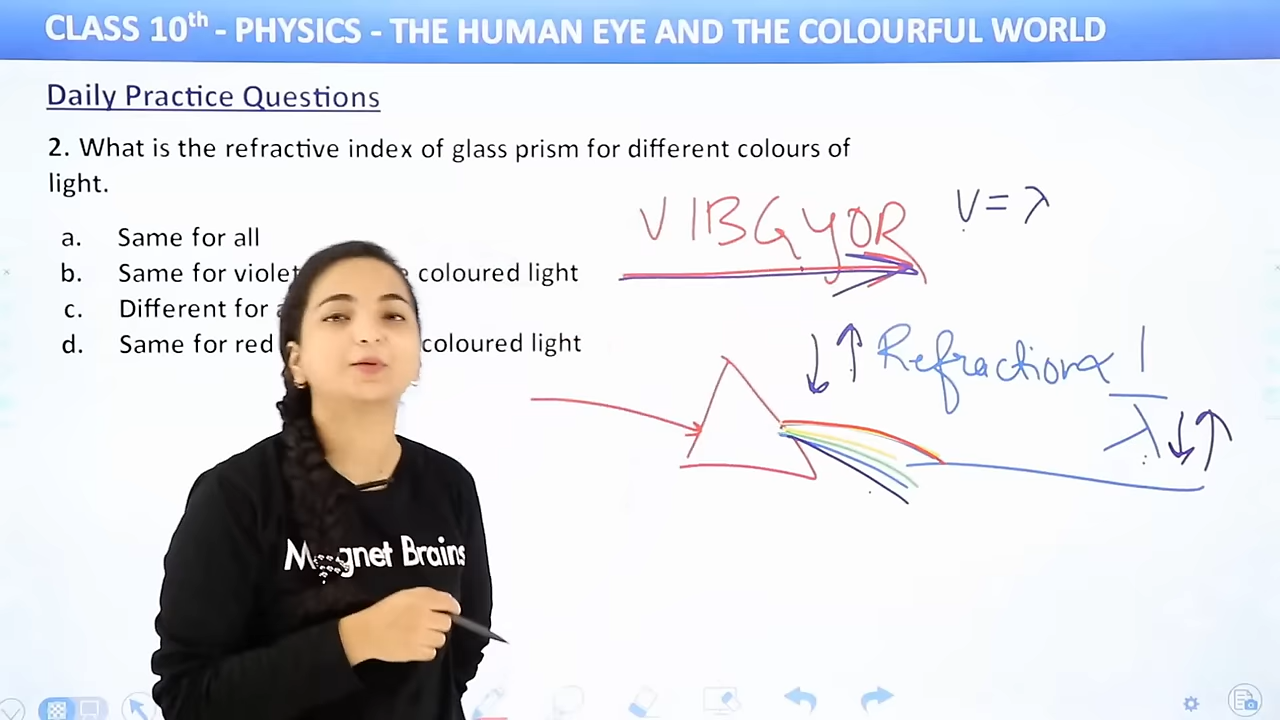 CLASS 10th - PHYSICS - THE HUMAN EYE AND THE COLOURFUL WORLD
Daily Practice Questions
2. What is the refractive index of glass prism for different colours of
light.
a. Same for all
b. Same for violet coloured light
c. Different for
d. Same for red coloured light
VIBGYOR
V = λ
↓↑ Refraction ∝ 1
λ ↓↑
Magnet Brains